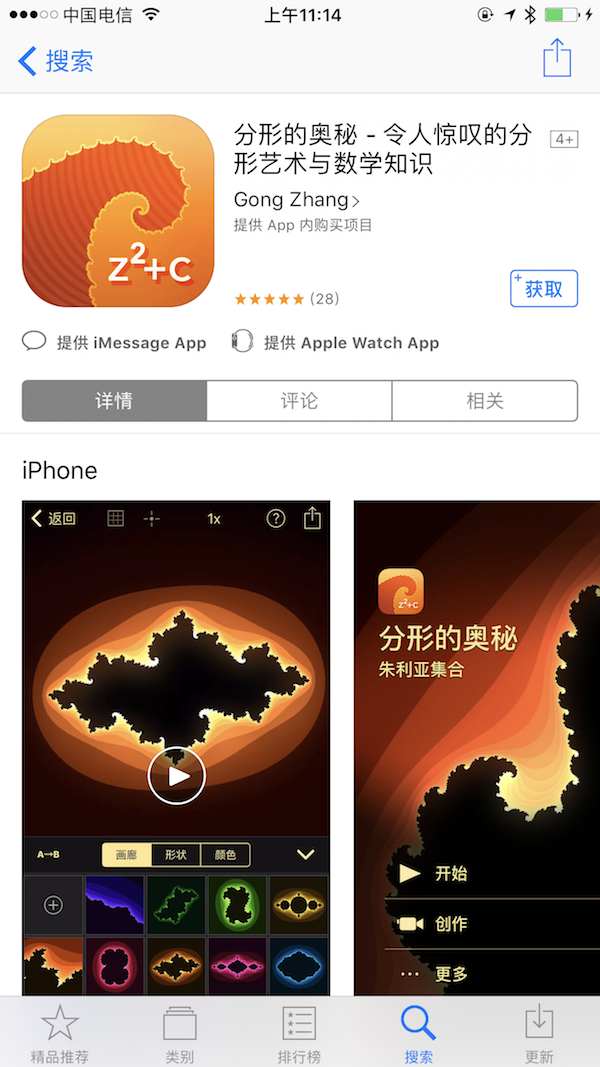 中国电信
上午11:14
搜索
分形的奥秘 - 令人惊叹的分
形艺术与数学知识
4+
Gong Zhang
提供 App 内购买项目
z²+c
(28)
+获取
提供 iMessage App
提供 Apple Watch App
详情
评论
相关
iPhone
返回
1x
?
z²+c
分形的奥秘
朱利亚集合
A→B
画廊
形状
颜色
开始
创作
更多
精品推荐
类别
排行榜
搜索
更新